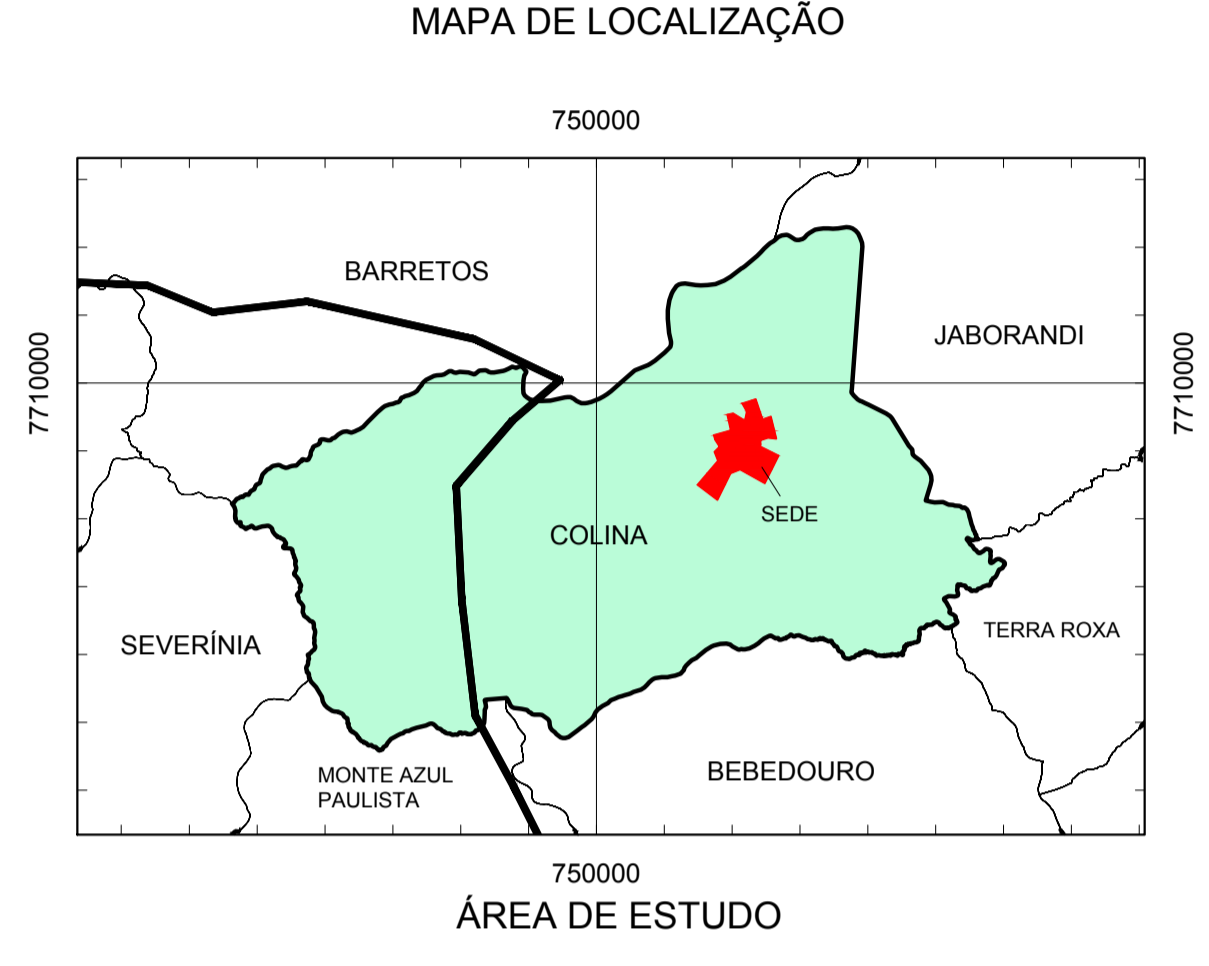 MAPA DE LOCALIZAÇÃO
750000
BARRETOS
JABORANDI
7710000
7710000
SEDE
COLINA
TERRA ROXA
SEVERÍNIA
BEBEDOURO
MONTE AZUL
PAULISTA
750000
ÁREA DE ESTUDO